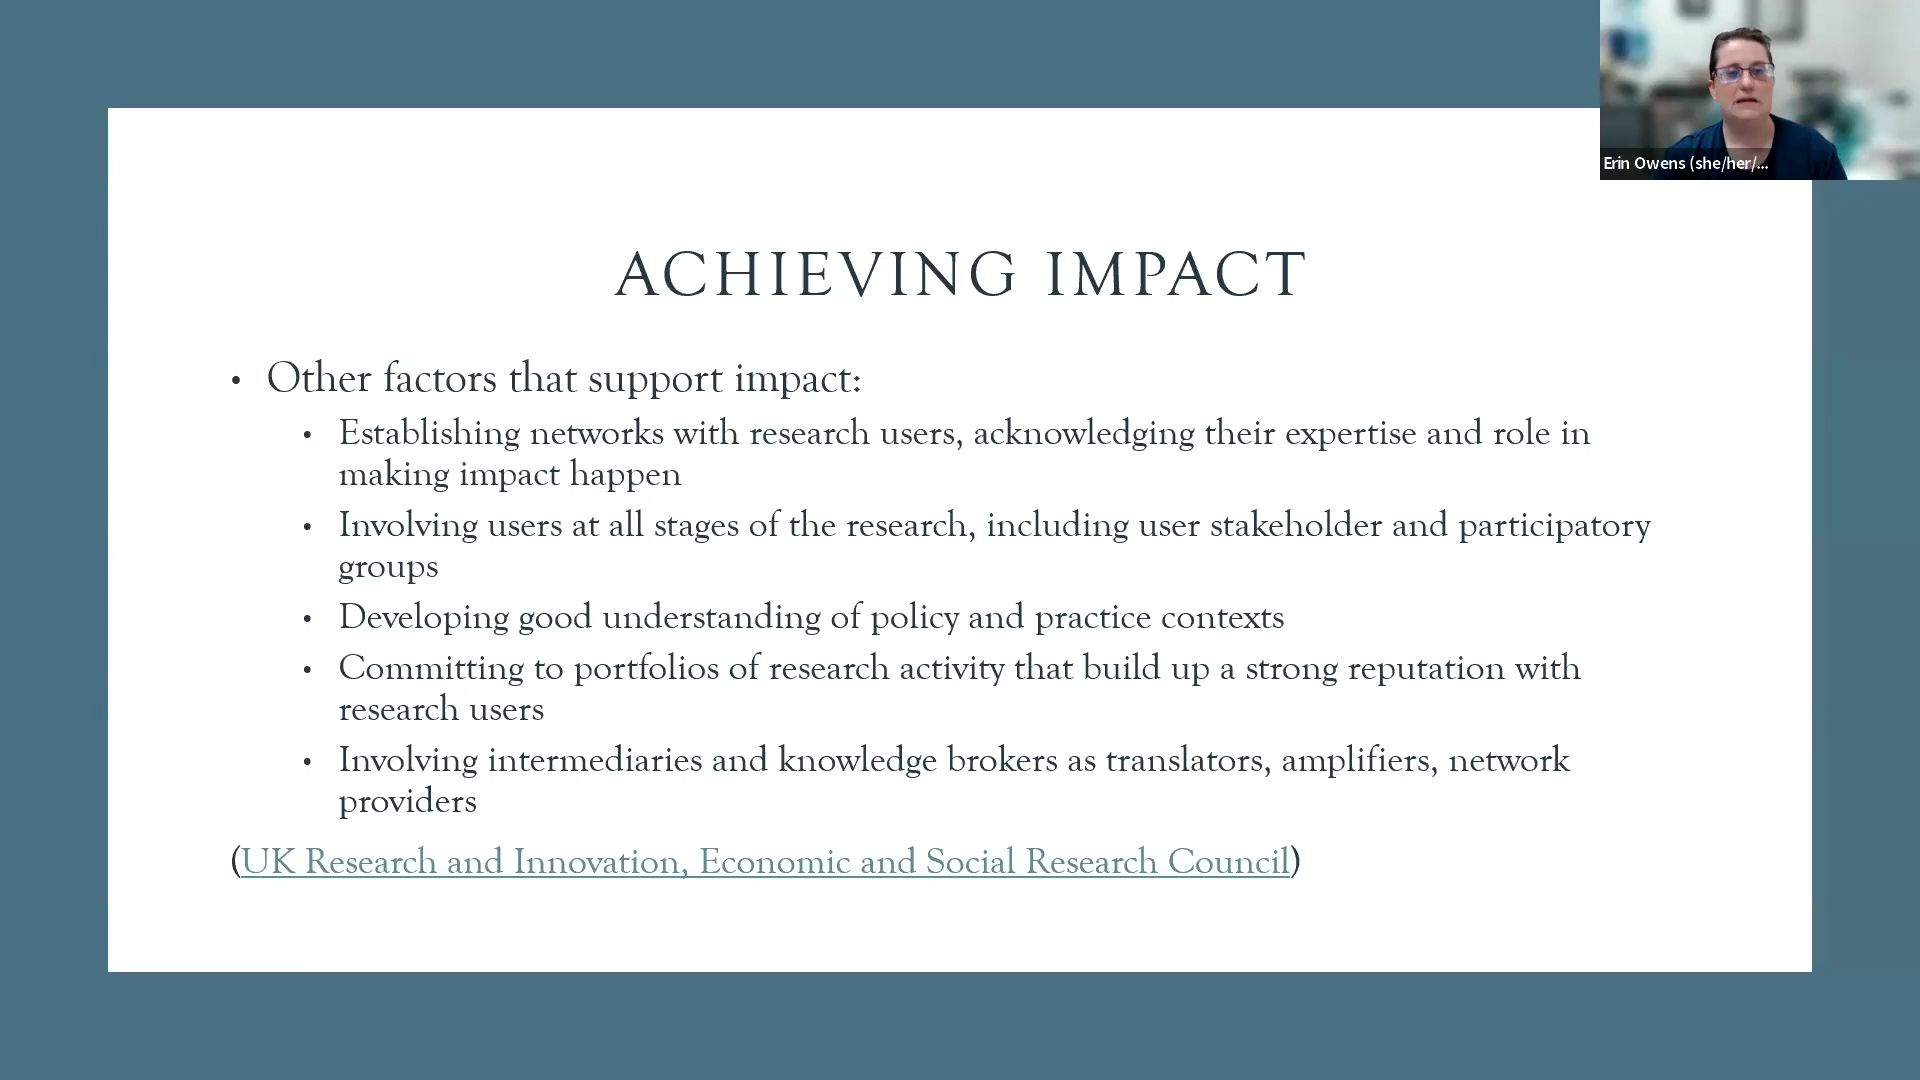 Erin Owens (she/her/...
ACHIEVING IMPACT
• Other factors that support impact:
• Establishing networks with research users, acknowledging their expertise and role in
making impact happen
• Involving users at all stages of the research, including user stakeholder and participatory
groups
• Developing good understanding of policy and practice contexts
• Committing to portfolios of research activity that build up a strong reputation with
research users
• Involving intermediaries and knowledge brokers as translators, amplifiers, network
providers
(UK Research and Innovation, Economic and Social Research Council)